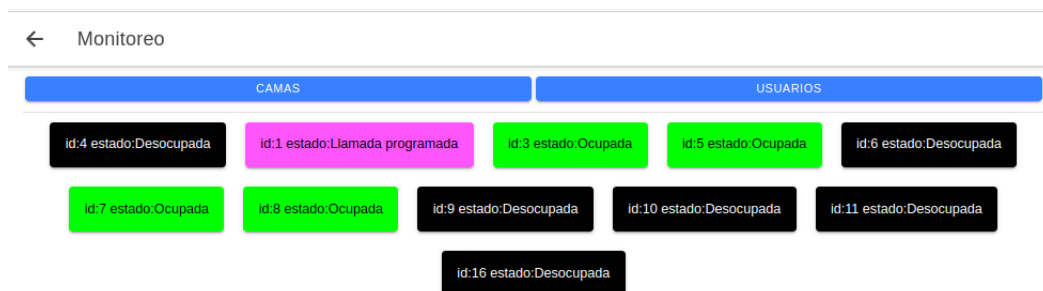 Monitoreo
CAMAS
USUARIOS
id:4 estado:Desocupada
id:1 estado:Llamada programada
id:3 estado:Ocupada
id:5 estado:Ocupada
id:6 estado:Desocupada
id:7 estado:Ocupada
id:8 estado:Ocupada
id:9 estado:Desocupada
id:10 estado:Desocupada
id:11 estado:Desocupada
id:16 estado:Desocupada